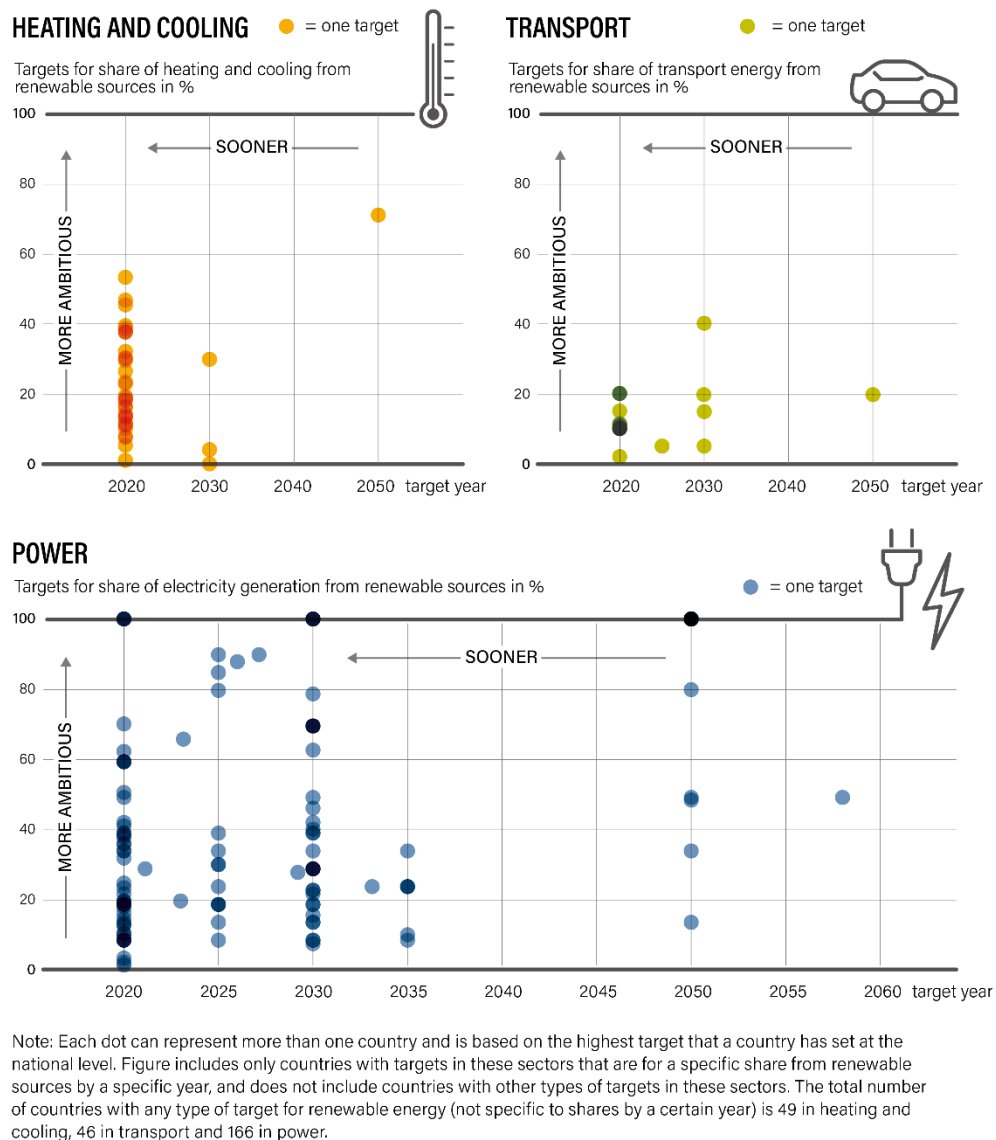 HEATING AND COOLING
= one target
Targets for share of heating and cooling from
renewable sources in %
100
80
60
40
20
0
MORE AMBITIOUS
SOONER
2020 2030 2040 2050 target year
TRANSPORT
= one target
Targets for share of transport energy from
renewable sources in %
100
80
60
40
20
0
MORE AMBITIOUS
SOONER
2020 2030 2040 2050 target year
POWER
Targets for share of electricity generation from renewable sources in %
= one target
100
80
60
40
20
0
MORE AMBITIOUS
SOONER
2020 2025 2030 2035 2040 2045 2050 2055 2060 target year
Note: Each dot can represent more than one country and is based on the highest target that a country has set at the
national level. Figure includes only countries with targets in these sectors that are for a specific share from renewable
sources by a specific year, and does not include countries with other types of targets in these sectors. The total number
of countries with any type of target for renewable energy (not specific to shares by a certain year) is 49 in heating and
cooling, 46 in transport and 166 in power.